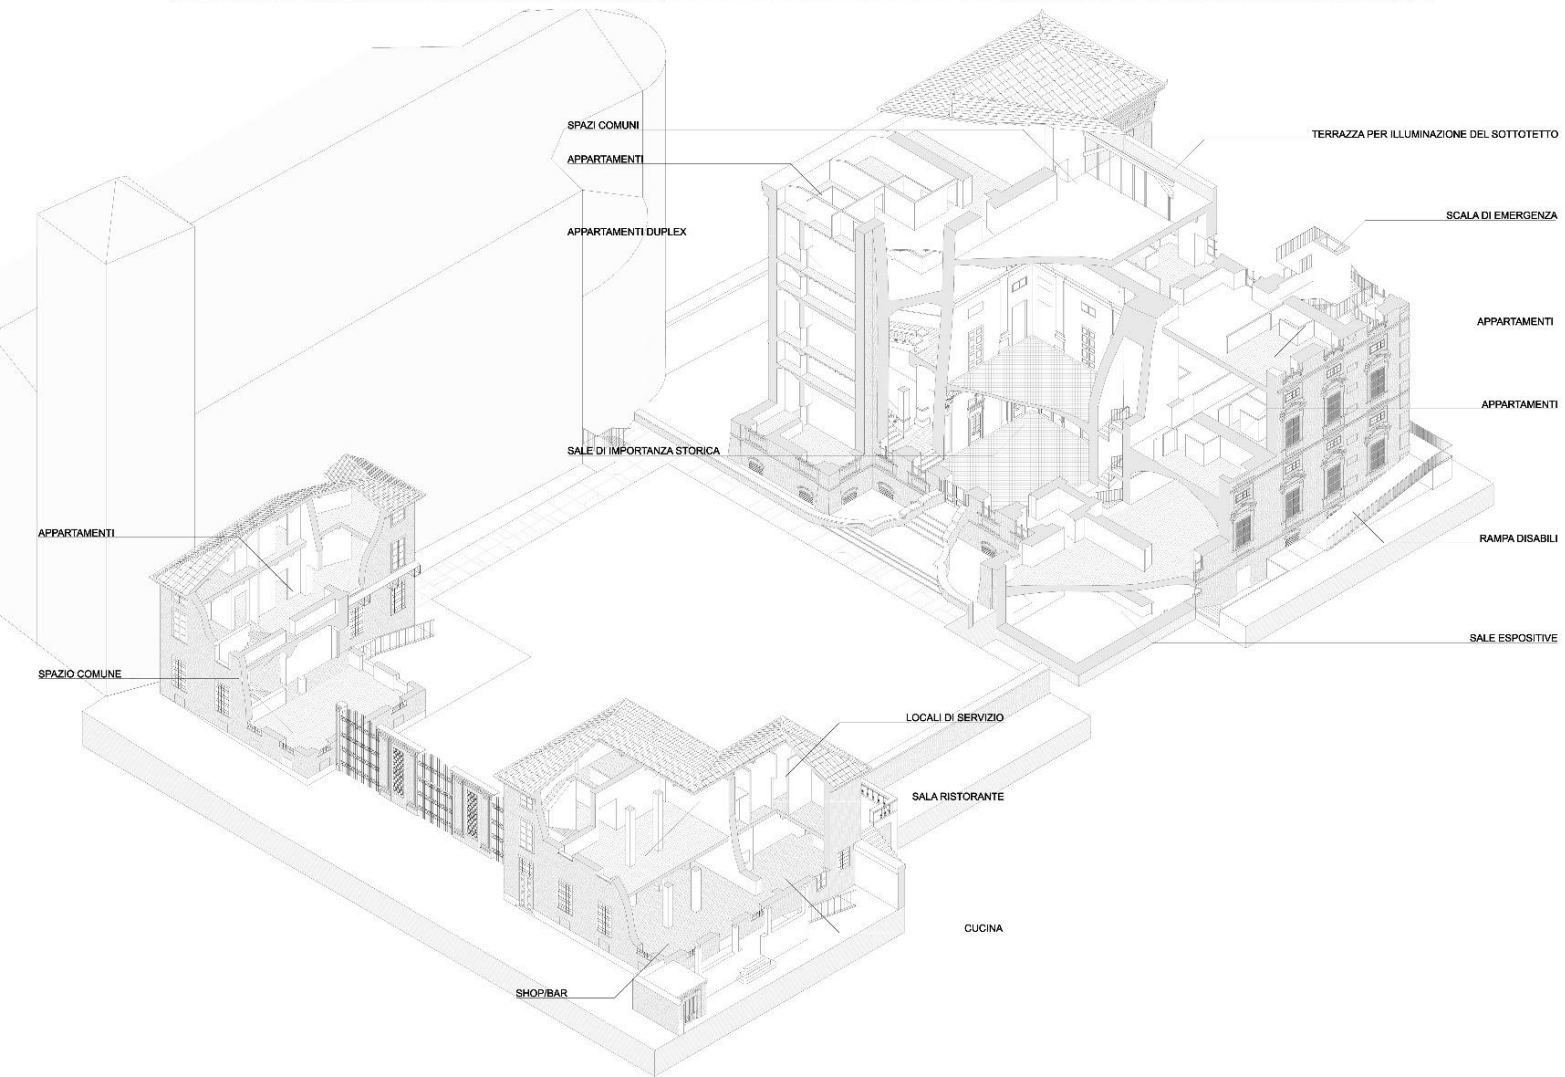 SPAZI COMUNI
TERRAZZA PER ILLUMINAZIONE DEL SOTTOTETTO
APPARTAMENTI
SCALA DI EMERGENZA
APPARTAMENTI DUPLEX
APPARTAMENTI
APPARTAMENTI
SALE DI IMPORTANZA STORICA
APPARTAMENTI
RAMPA DISABILI
SALE ESPOSITIVE
SPAZIO COMUNE
LOCALI DI SERVIZIO
SALA RISTORANTE
CUCINA
SHOP/BAR